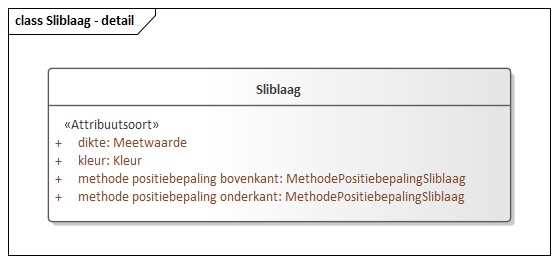 class Sliblaag - detail
Sliblaag
«Attribuutsoort»
+ dikte: Meetwaarde
+ kleur: Kleur
+ methode positiebepaling bovenkant: MethodePositiebepalingSliblaag
+ methode positiebepaling onderkant: MethodePositiebepalingSliblaag